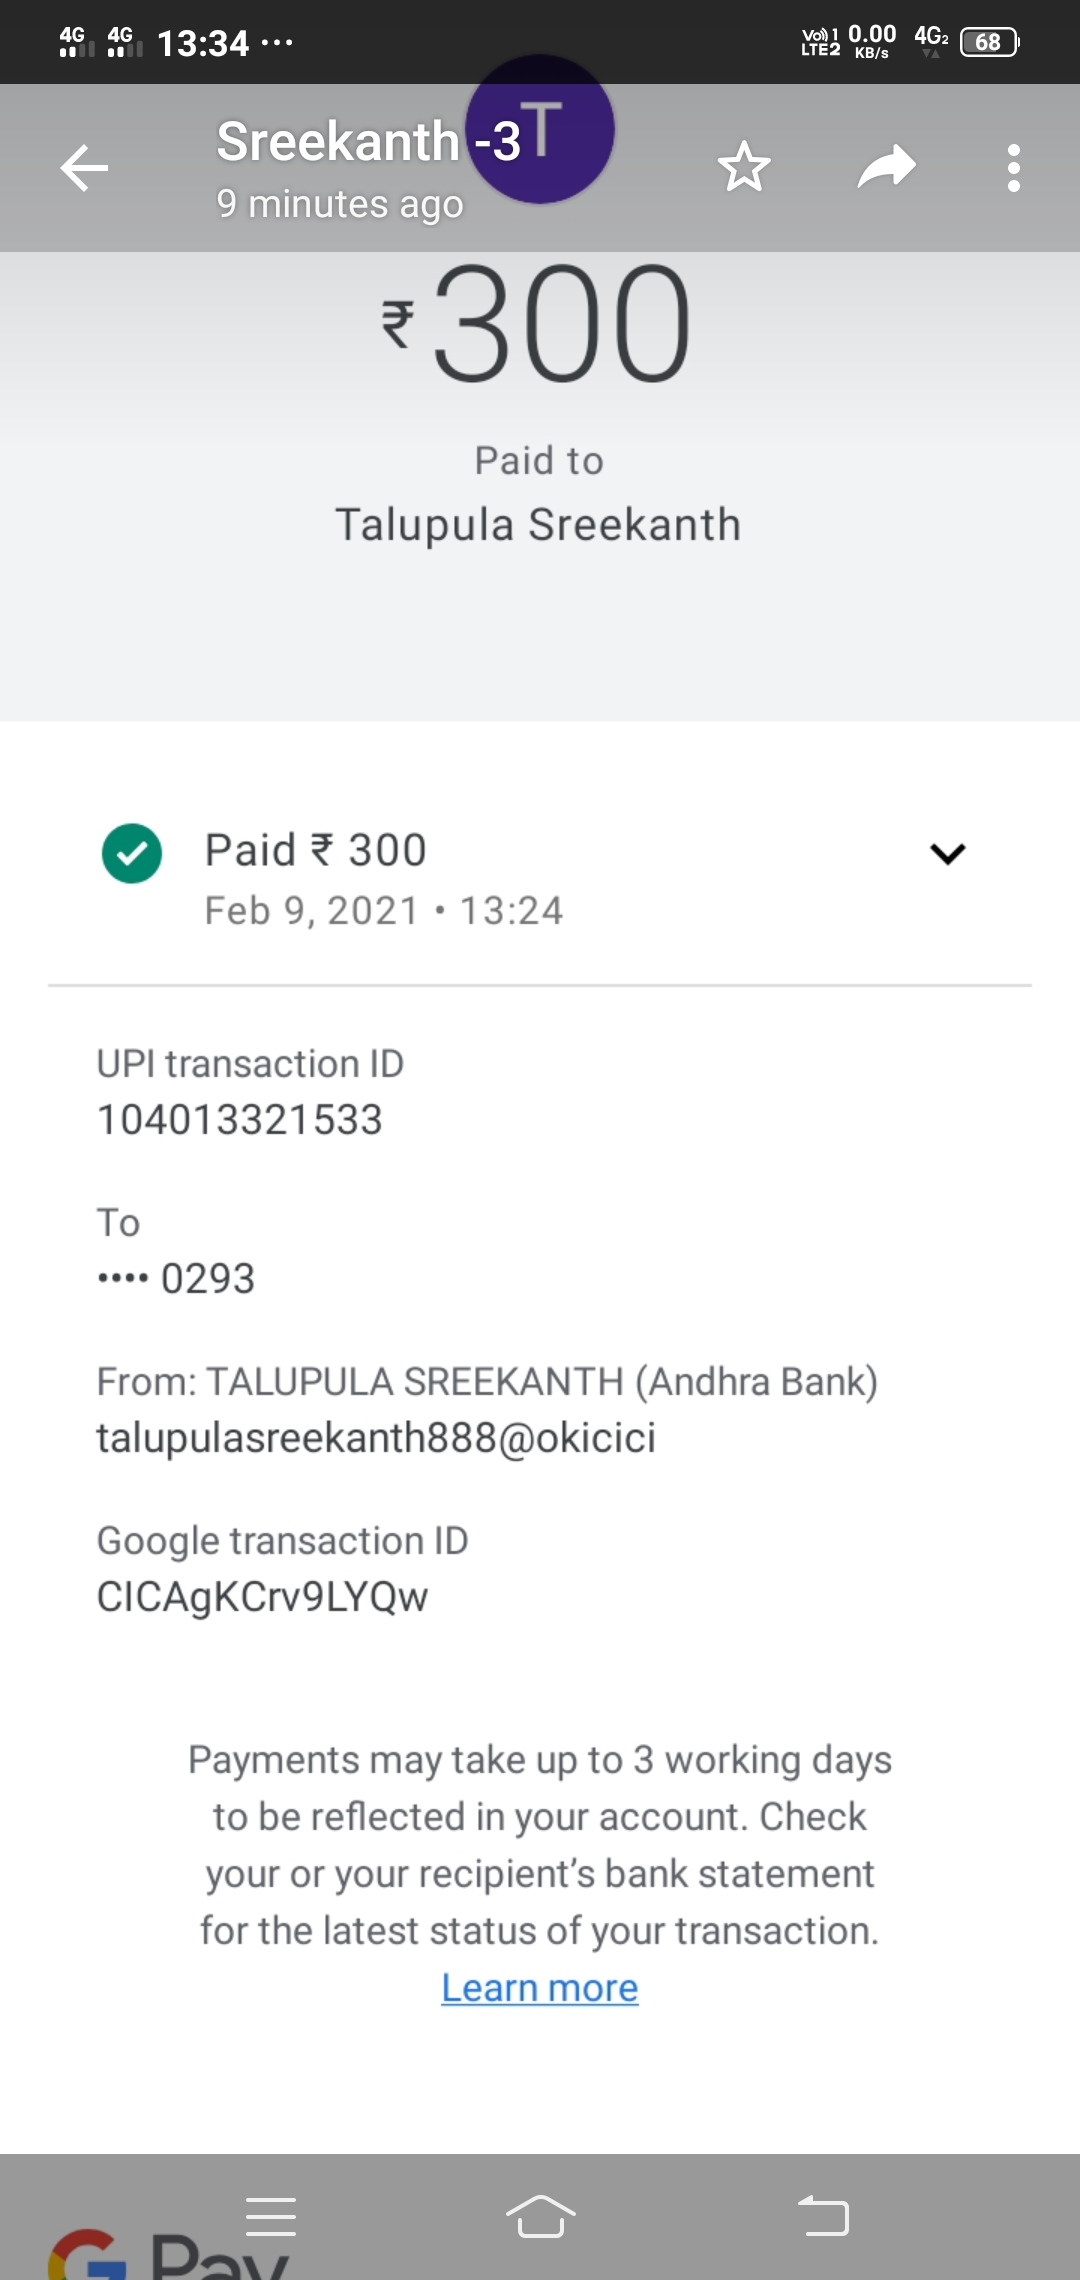 4G 4G 13:34 ...
Vo)) 1 LTE2 0.00 KB/s 4G2 68
Sreekanth -3
T
9 minutes ago
₹300
Paid to
Talupula Sreekanth
Paid ₹ 300
Feb 9, 2021 • 13:24
UPI transaction ID
104013321533
To
•••• 0293
From: TALUPULA SREEKANTH (Andhra Bank)
talupulasreekanth888@okicici
Google transaction ID
CICAgKCrv9LYQw
Payments may take up to 3 working days
to be reflected in your account. Check
your or your recipient’s bank statement
for the latest status of your transaction.
Learn more
G Pay